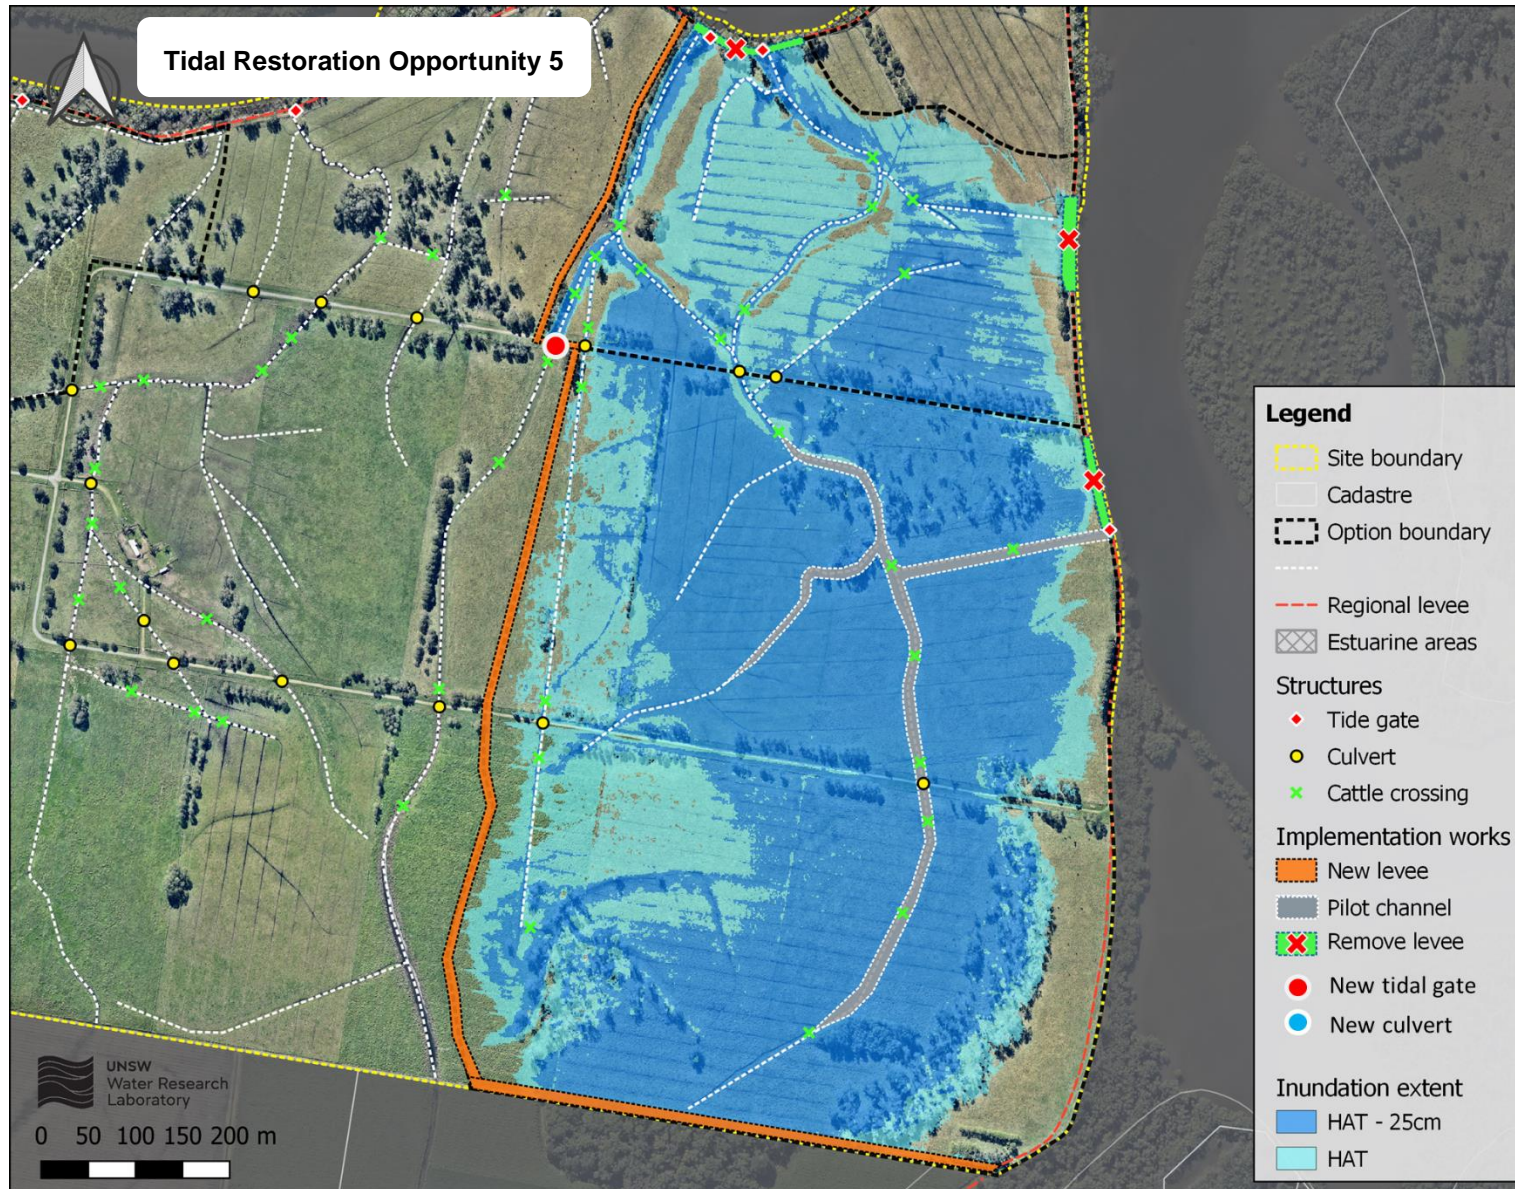 Tidal Restoration Opportunity 5
Legend
Site boundary
Cadastre
Option boundary
Regional levee
Estuarine areas
Structures
Tide gate
Culvert
Cattle crossing
Implementation works
New levee
Pilot channel
Remove levee
New tidal gate
New culvert
Inundation extent
HAT - 25cm
HAT
UNSW
Water Research
Laboratory
0 50 100 150 200 m